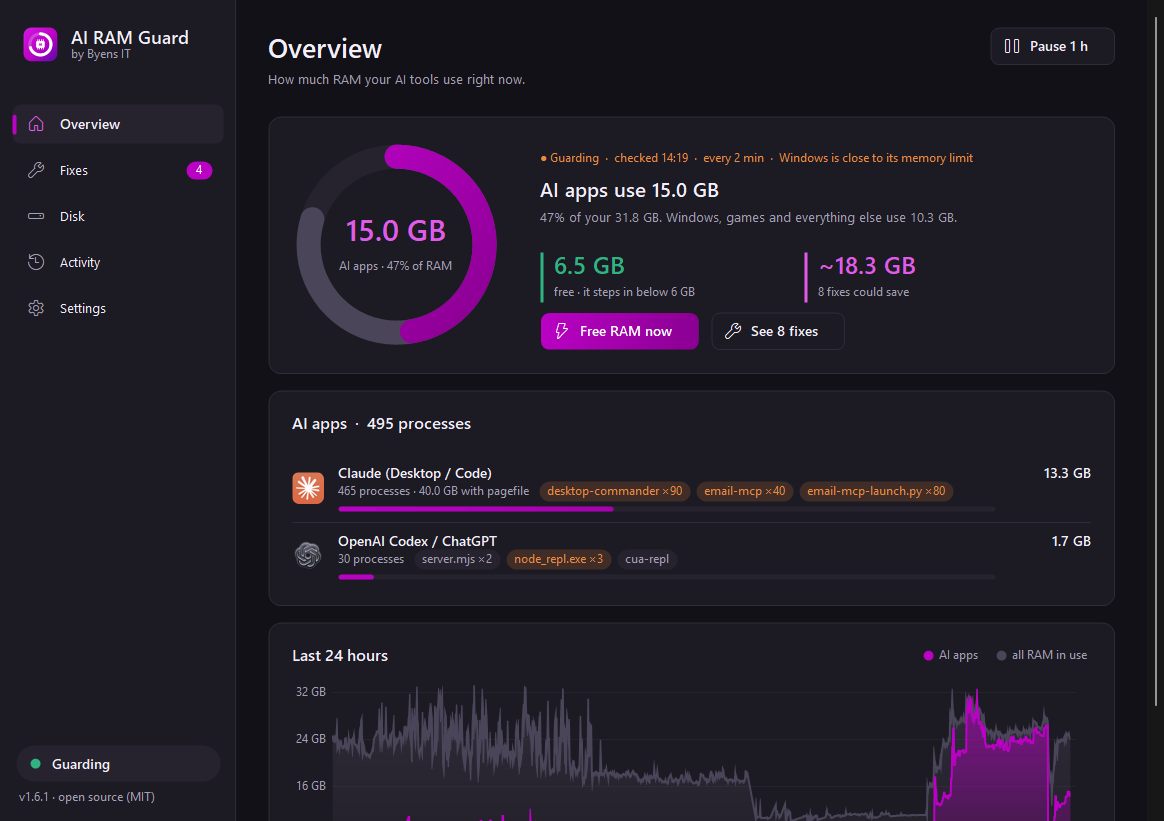 AI RAM Guard
by Byens IT
Overview
Fixes 4
Disk
Activity
Settings
Guarding
v1.6.1 · open source (MIT)
Overview
How much RAM your AI tools use right now.
Pause 1 h
15.0 GB
AI apps · 47% of RAM
● Guarding · checked 14:19 · every 2 min · Windows is close to its memory limit
AI apps use 15.0 GB
47% of your 31.8 GB. Windows, games and everything else use 10.3 GB.
6.5 GB
free · it steps in below 6 GB
~18.3 GB
8 fixes could save
Free RAM now
See 8 fixes
AI apps · 495 processes
Claude (Desktop / Code) 13.3 GB
465 processes · 40.0 GB with pagefile desktop-commander ×90 email-mcp ×40 email-mcp-launch.py ×80
OpenAI Codex / ChatGPT 1.7 GB
30 processes server.mjs ×2 node_repl.exe ×3 cua-repl
Last 24 hours
AI apps all RAM in use
32 GB
24 GB
16 GB